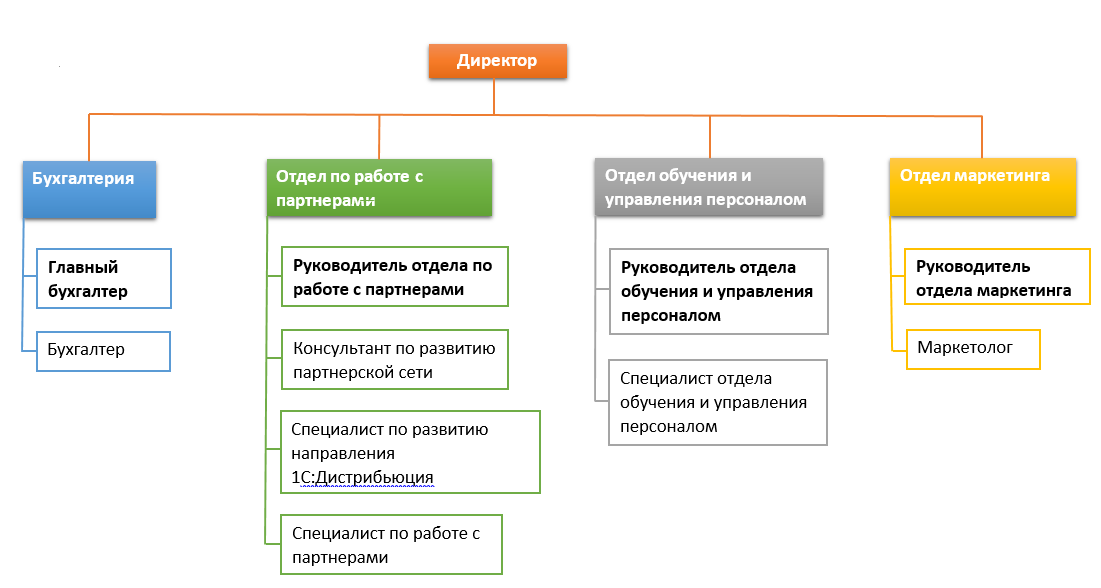 Директор
Бухгалтерия
Главный
бухгалтер
Бухгалтер
Отдел по работе с
партнерами
Руководитель отдела по
работе с партнерами
Консультант по развитию
партнерской сети
Специалист по развитию
направления
1С:Дистрибьюция
Специалист по работе с
партнерами
Отдел обучения и
управления персоналом
Руководитель отдела
обучения и управления
персоналом
Специалист отдела
обучения и управления
персоналом
Отдел маркетинга
Руководитель
отдела маркетинга
Маркетолог